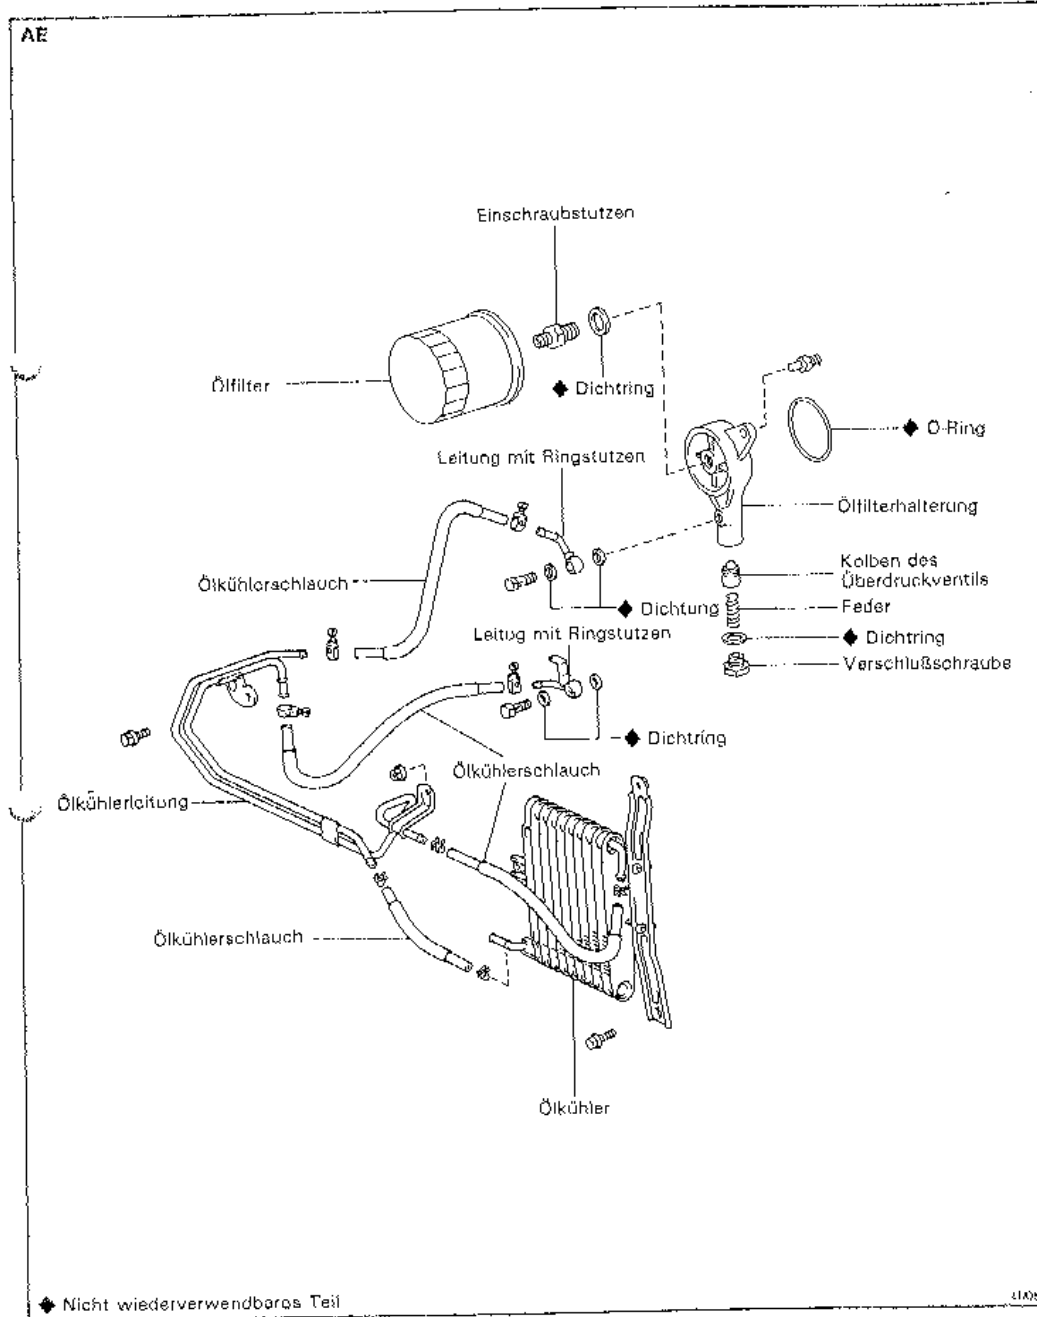 AE
Einschraubstutzen
Ölfilter
◆ Dichtring
◆ O-Ring
Leitung mit Ringstutzen
Ölfilterhalterung
Kolben des
Überdruckventils
Ölkühlerschlauch
Feder
◆ Dichtung
◆ Dichtring
Leitug mit Ringstutzen
Verschlußschraube
◆ Dichtring
Ölkühlerschlauch
Ölkühlerleitung
Ölkühlerschlauch
Ölkühler
◆ Nicht wiederverwendbares Teil